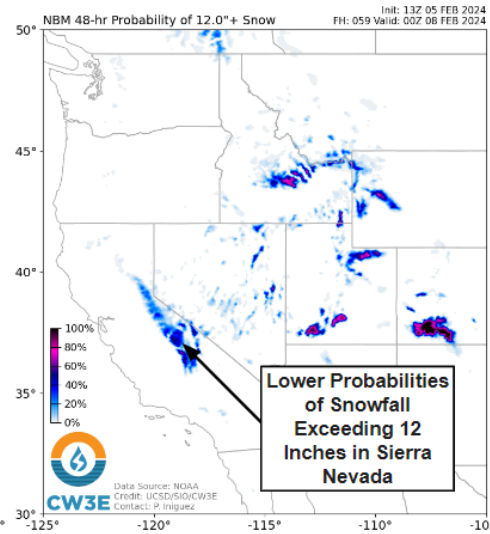 NBM 48-hr Probability of 12.0"+ Snow
Init: 13Z 05 FEB 2024
FH: 059 Valid: 00Z 08 FEB 2024
50°
45°
40°
35°
30°
100%
80%
60%
40%
20%
0%
Lower Probabilities
of Snowfall
Exceeding 12
Inches in Sierra
Nevada
CW3E
Data Source: NOAA
Credit: UCSD/SIO/CW3E
Contact: P. Iniguez
-125
-120
-115°
-110°
-10